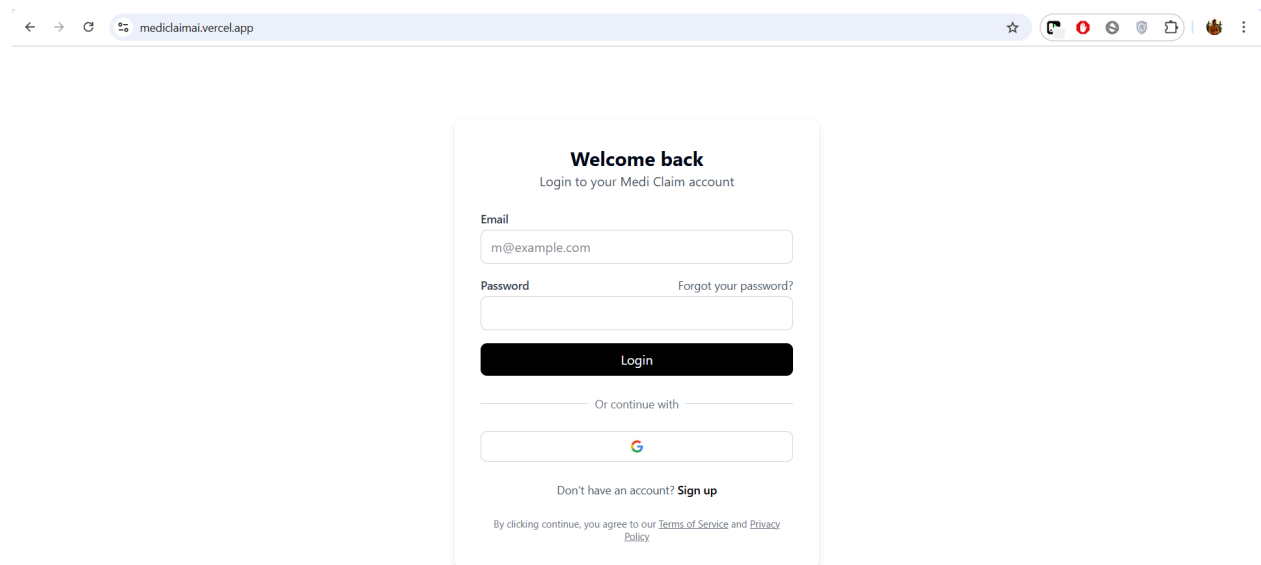 mediclaimai.vercel.app
Welcome back
Login to your Medi Claim account
Email
m@example.com
Password Forgot your password?
Login
Or continue with
Don't have an account? Sign up
By clicking continue, you agree to our Terms of Service and Privacy
Policy